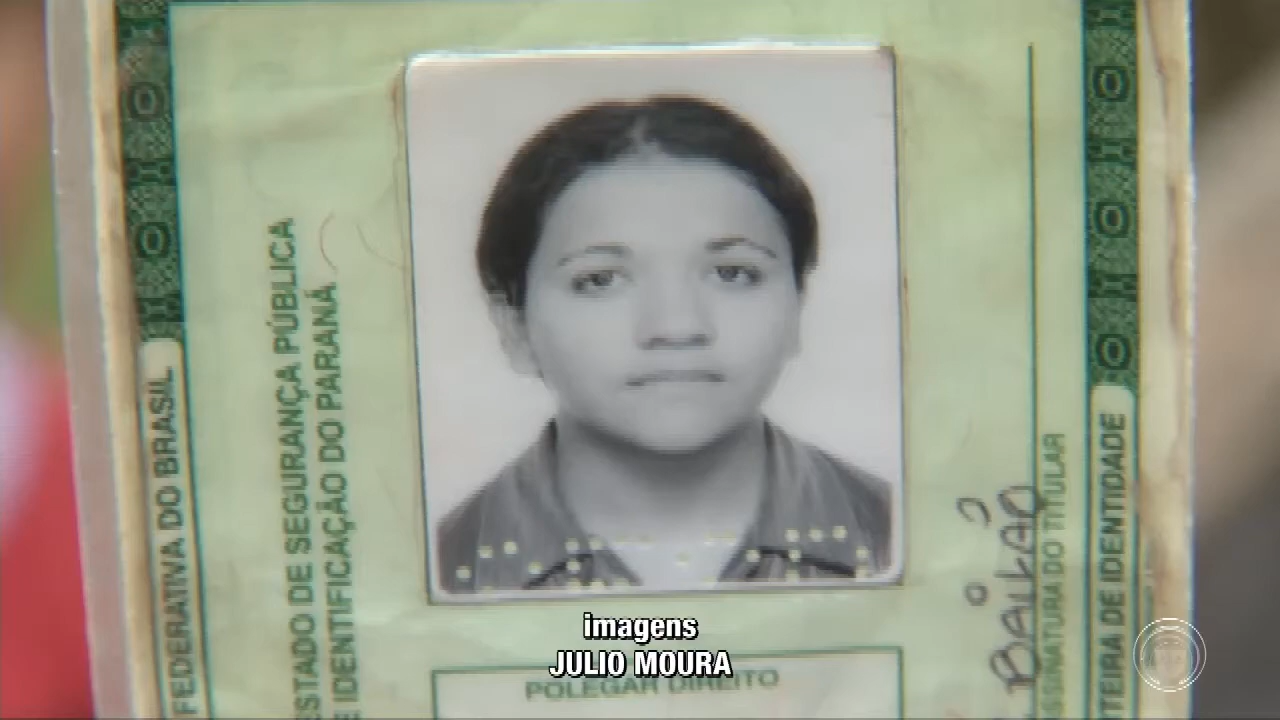 FEDERATIVA DO BRASIL
ESTADO DE SEGURANÇA PÚBLICA
E IDENTIFICAÇÃO DO PARANÁ
imagens
JULIO MOURA
POLEGAR DIREITO
ASSINATURA DO TITULAR
TEIRA DE IDENTIDADE